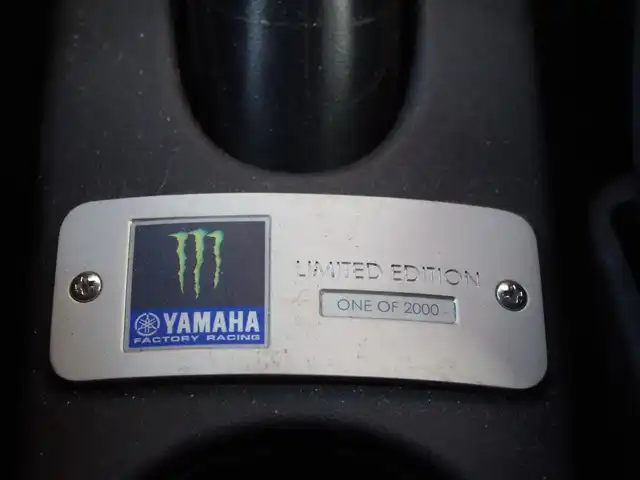 YAMAHA
FACTORY RACING
LIMITED EDITION
ONE OF 2000